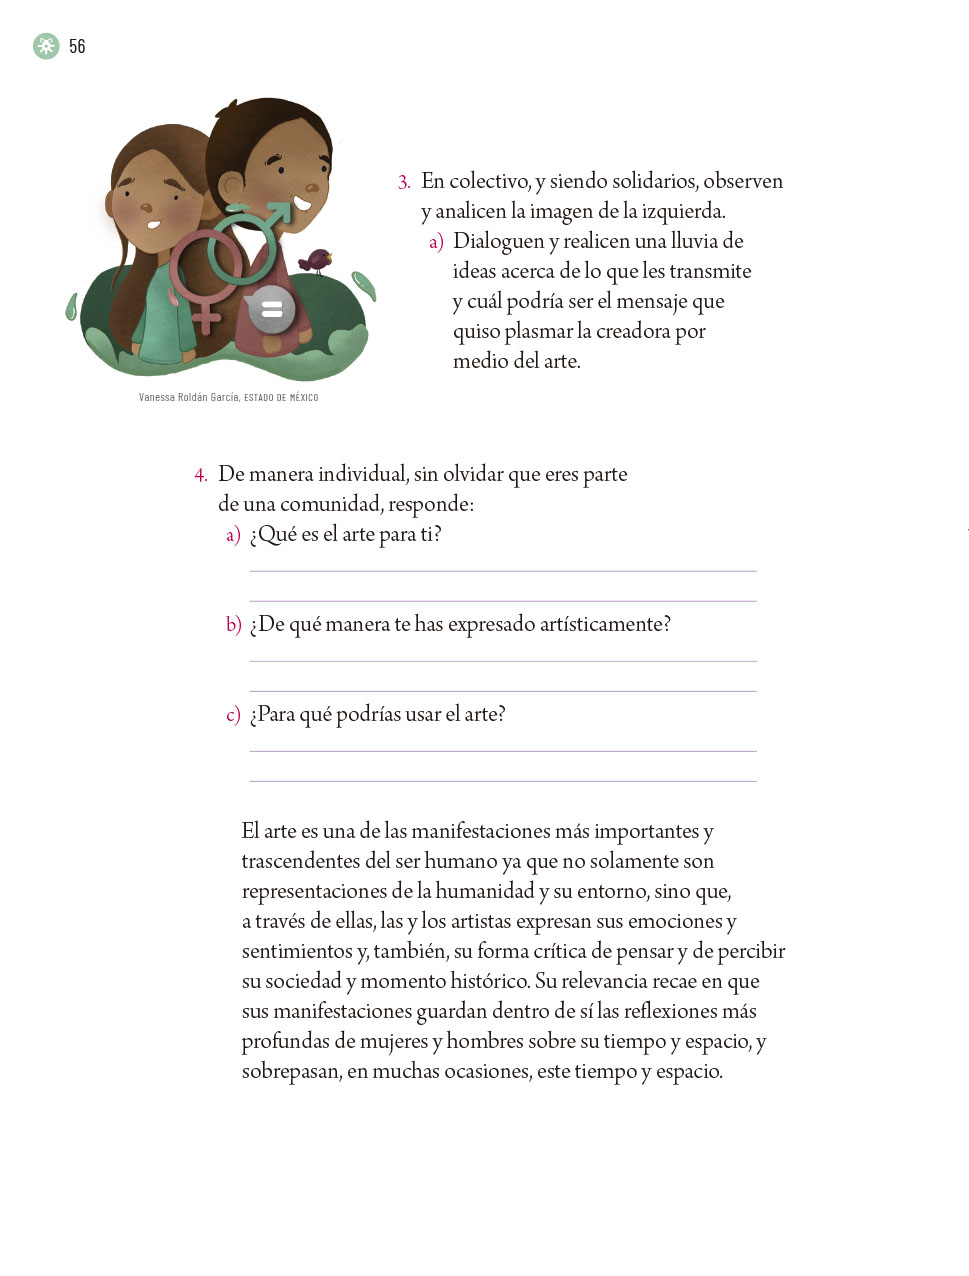 56
3. En colectivo, y siendo solidarios, observen
y analicen la imagen de la izquierda.
a) Dialoguen y realicen una lluvia de
ideas acerca de lo que les transmite
y cuál podría ser el mensaje que
quiso plasmar la creadora por
medio del arte.
Vanessa Roldán García, ESTADO DE MÉXICO
4. De manera individual, sin olvidar que eres parte
de una comunidad, responde:
a) ¿Qué es el arte para ti?
b) ¿De qué manera te has expresado artísticamente?
c) ¿Para qué podrías usar el arte?
El arte es una de las manifestaciones más importantes y
trascendentes del ser humano ya que no solamente son
representaciones de la humanidad y su entorno, sino que,
a través de ellas, las y los artistas expresan sus emociones y
sentimientos y, también, su forma crítica de pensar y de percibir
su sociedad y momento histórico. Su relevancia recae en que
sus manifestaciones guardan dentro de sí las reflexiones más
profundas de mujeres y hombres sobre su tiempo y espacio, y
sobrepasan, en muchas ocasiones, este tiempo y espacio.